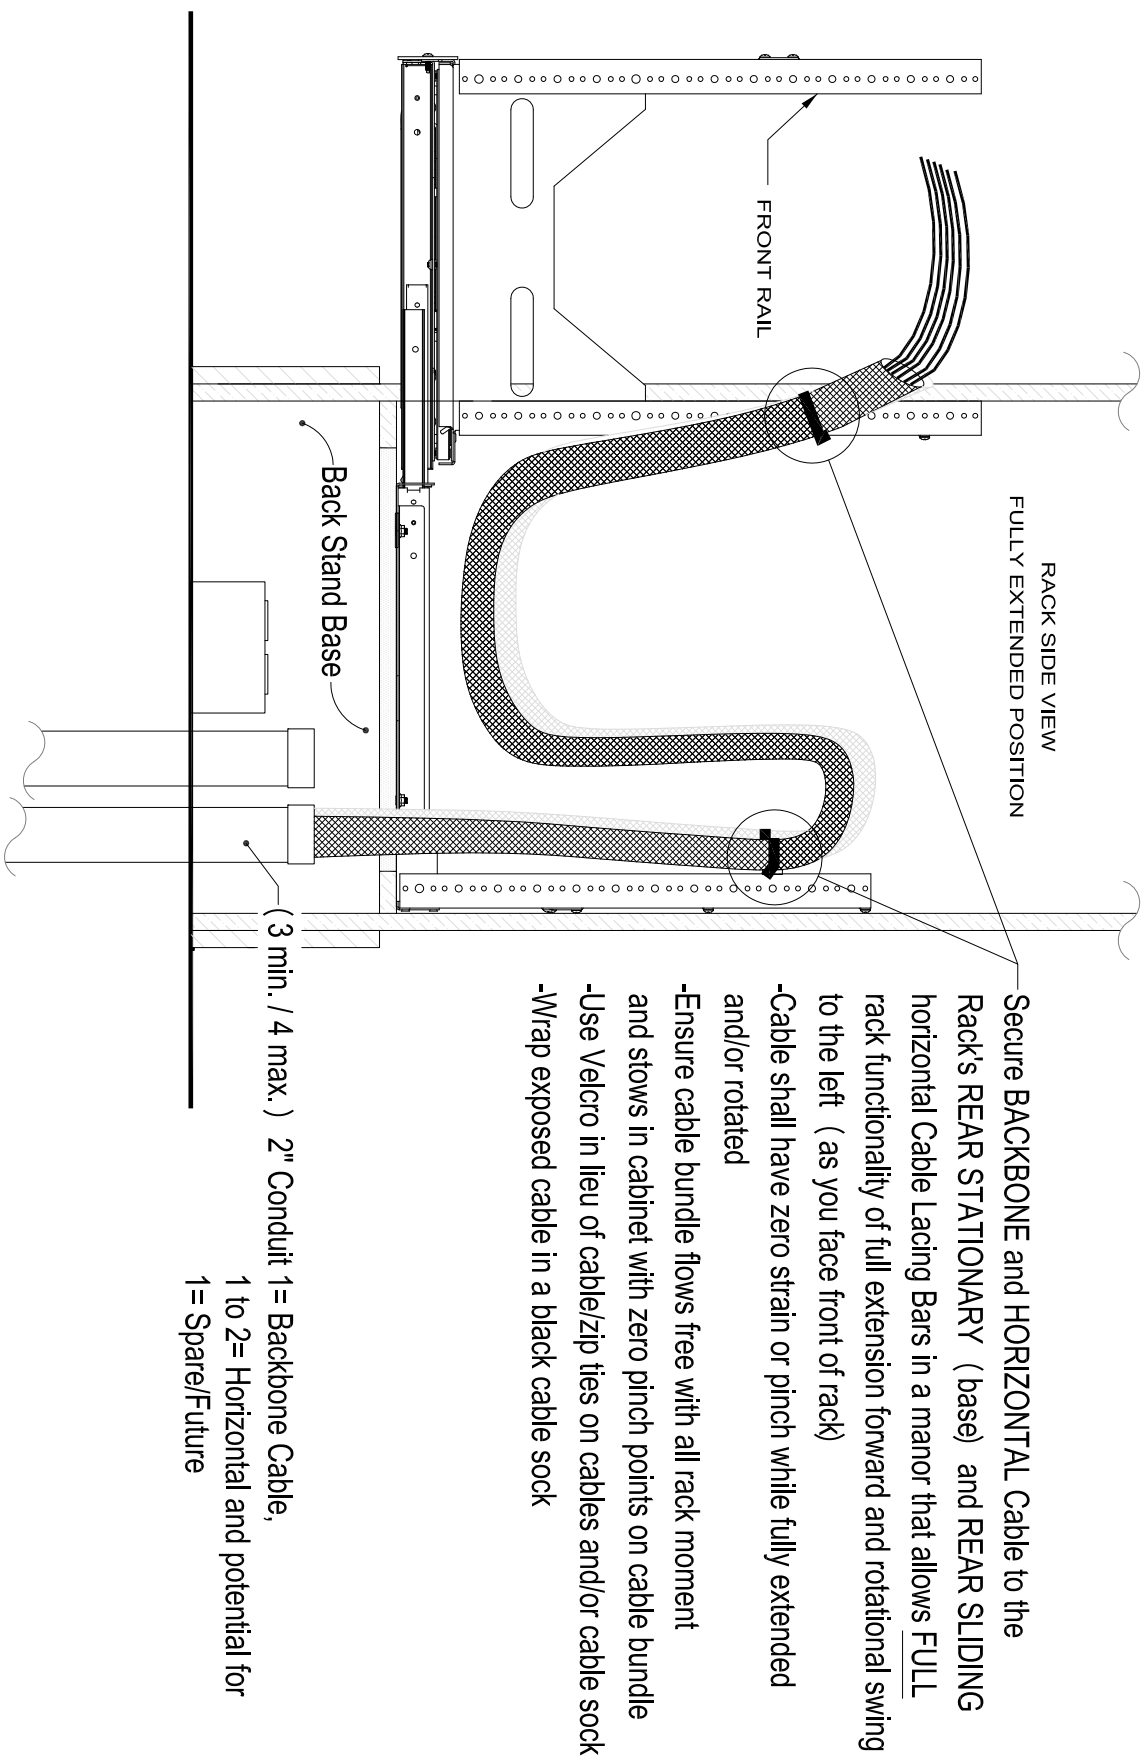 RACK SIDE VIEW
FULLY EXTENDED POSITION
FRONT RAIL
Secure BACKBONE and HORIZONTAL Cable to the
Rack's REAR STATIONARY (base) and REAR SLIDING
horizontal Cable Lacing Bars in a manor that allows FULL
rack functionality of full extension forward and rotational swing
to the left (as you face front of rack)
-Cable shall have zero strain or pinch while fully extended
and/or rotated
-Ensure cable bundle flows free with all rack moment
and stows in cabinet with zero pinch points on cable bundle
-Use Velcro in lieu of cable/zip ties on cables and/or cable sock
-Wrap exposed cable in a black cable sock
Back Stand Base
(3 min. / 4 max.) 2" Conduit 1= Backbone Cable,
1 to 2= Horizontal and potential for
1= Spare/Future